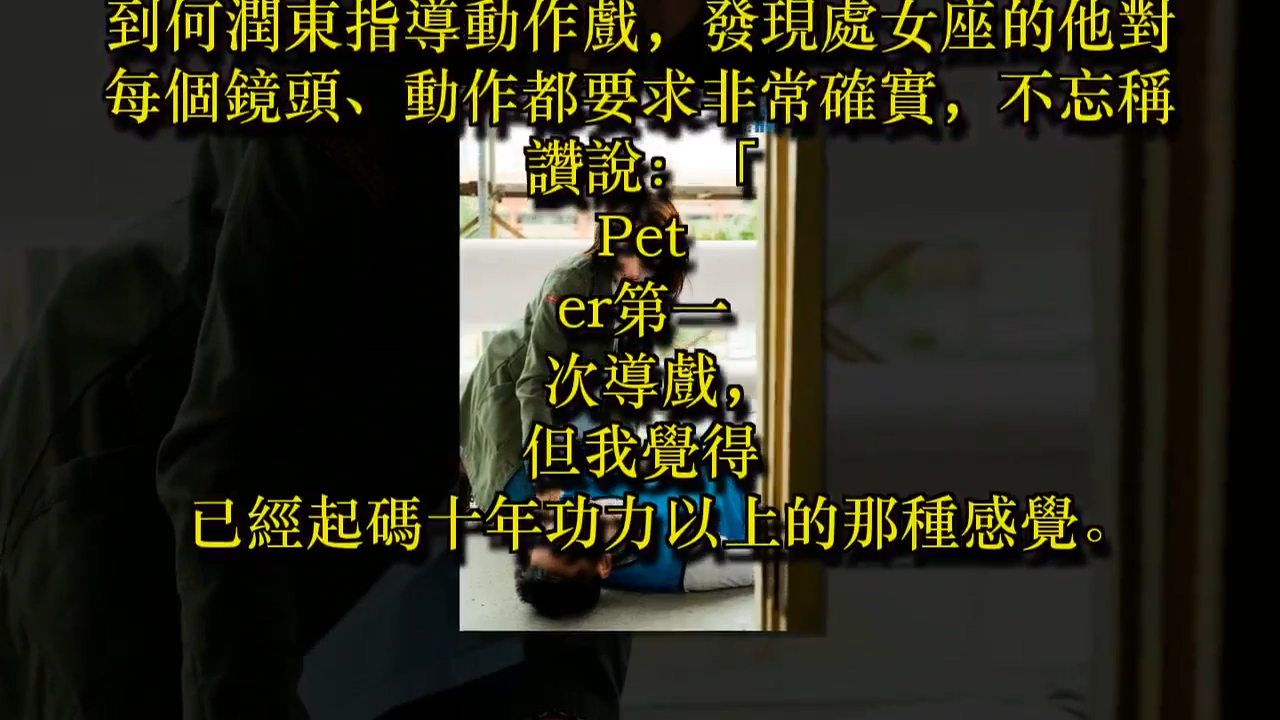 到何潤東指導動作戲，發現處女座的他對
每個鏡頭、動作都要求非常確實，不忘稱
讚說：「
Pet
er第一
次導戲，
但我覺得
已經起碼十年功力以上的那種感覺。